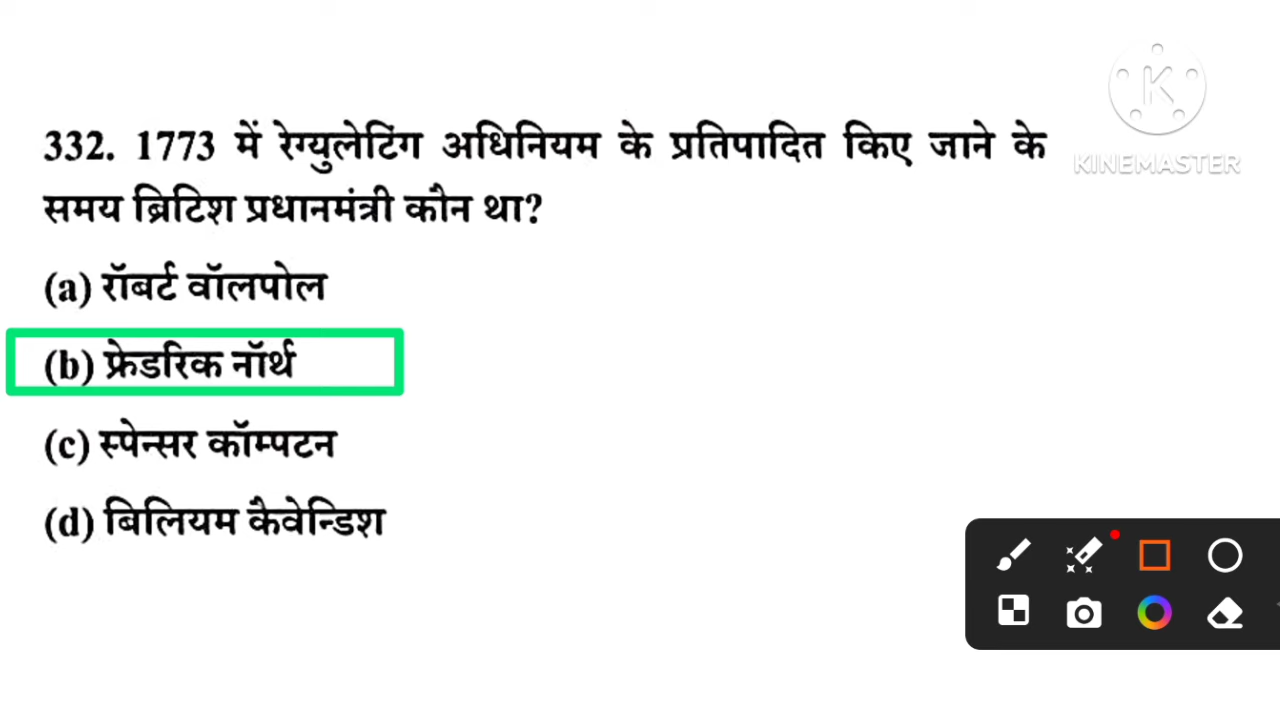 KINEMASTER
332. 1773 में रेग्युलेटिंग अधिनियम के प्रतिपादित किए जाने के
समय ब्रिटिश प्रधानमंत्री कौन था?
(a) रॉबर्ट वॉलपोल
(b) फ्रेडरिक नॉर्थ
(c) स्पेन्सर कॉम्पटन
(d) बिलियम कैवेन्डिश